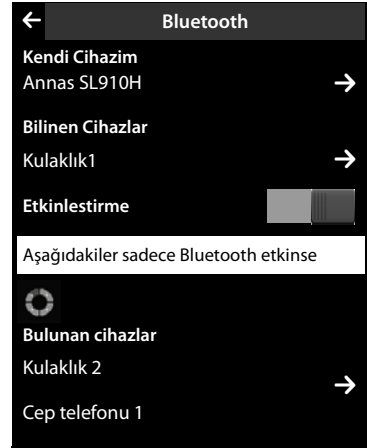 Bluetooth
Kendi Cihazim
Annas SL910H
Bilinen Cihazlar
Kulaklık1
Etkinlestirme
Aşağıdakiler sadece Bluetooth etkinse
Bulunan cihazlar
Kulaklık 2
Cep telefonu 1